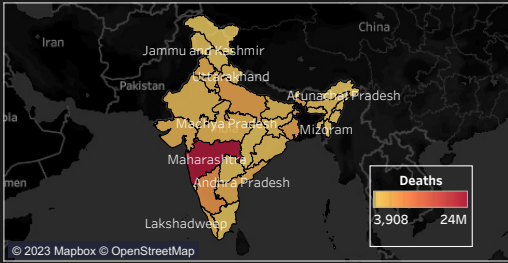 China
Iran
Jammu and Kashmir
Uttarakhand
Pakistan
Arunachal Pradesh
Madhya Pradesh
Mizoram
Maharashtra
men
Andhra Pradesh
Deaths
3,908 24M
Lakshadweep
© 2023 Mapbox © OpenStreetMap